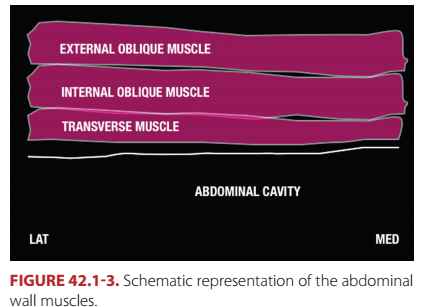 EXTERNAL OBLIQUE MUSCLE
INTERNAL OBLIQUE MUSCLE
TRANSVERSE MUSCLE
ABDOMINAL CAVITY
LAT MED
FIGURE 42.1-3. Schematic representation of the abdominal
wall muscles.